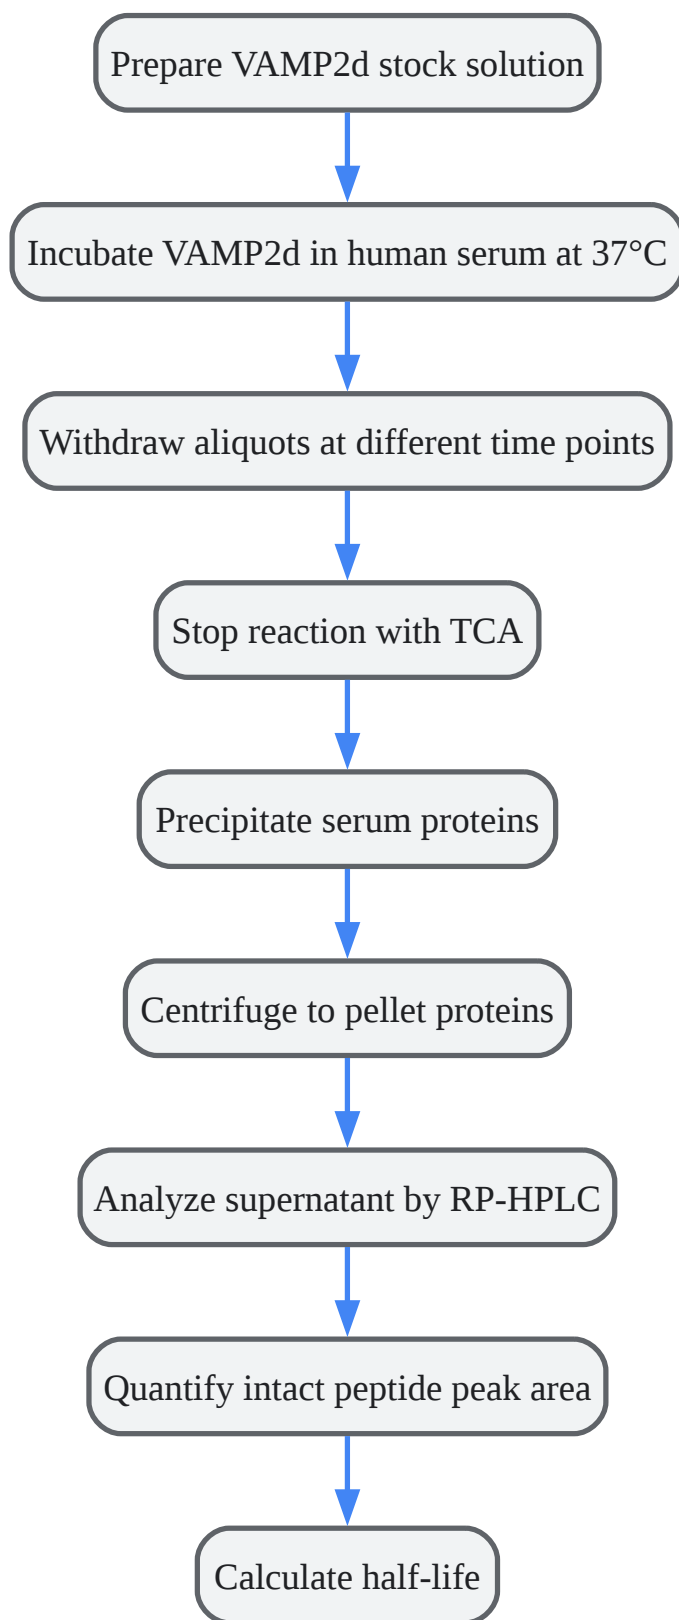 Prepare VAMP2d stock solution
Incubate VAMP2d in human serum at 37°C
Withdraw aliquots at different time points
Stop reaction with TCA
Precipitate serum proteins
Centrifuge to pellet proteins
Analyze supernatant by RP-HPLC
Quantify intact peptide peak area
Calculate half-life